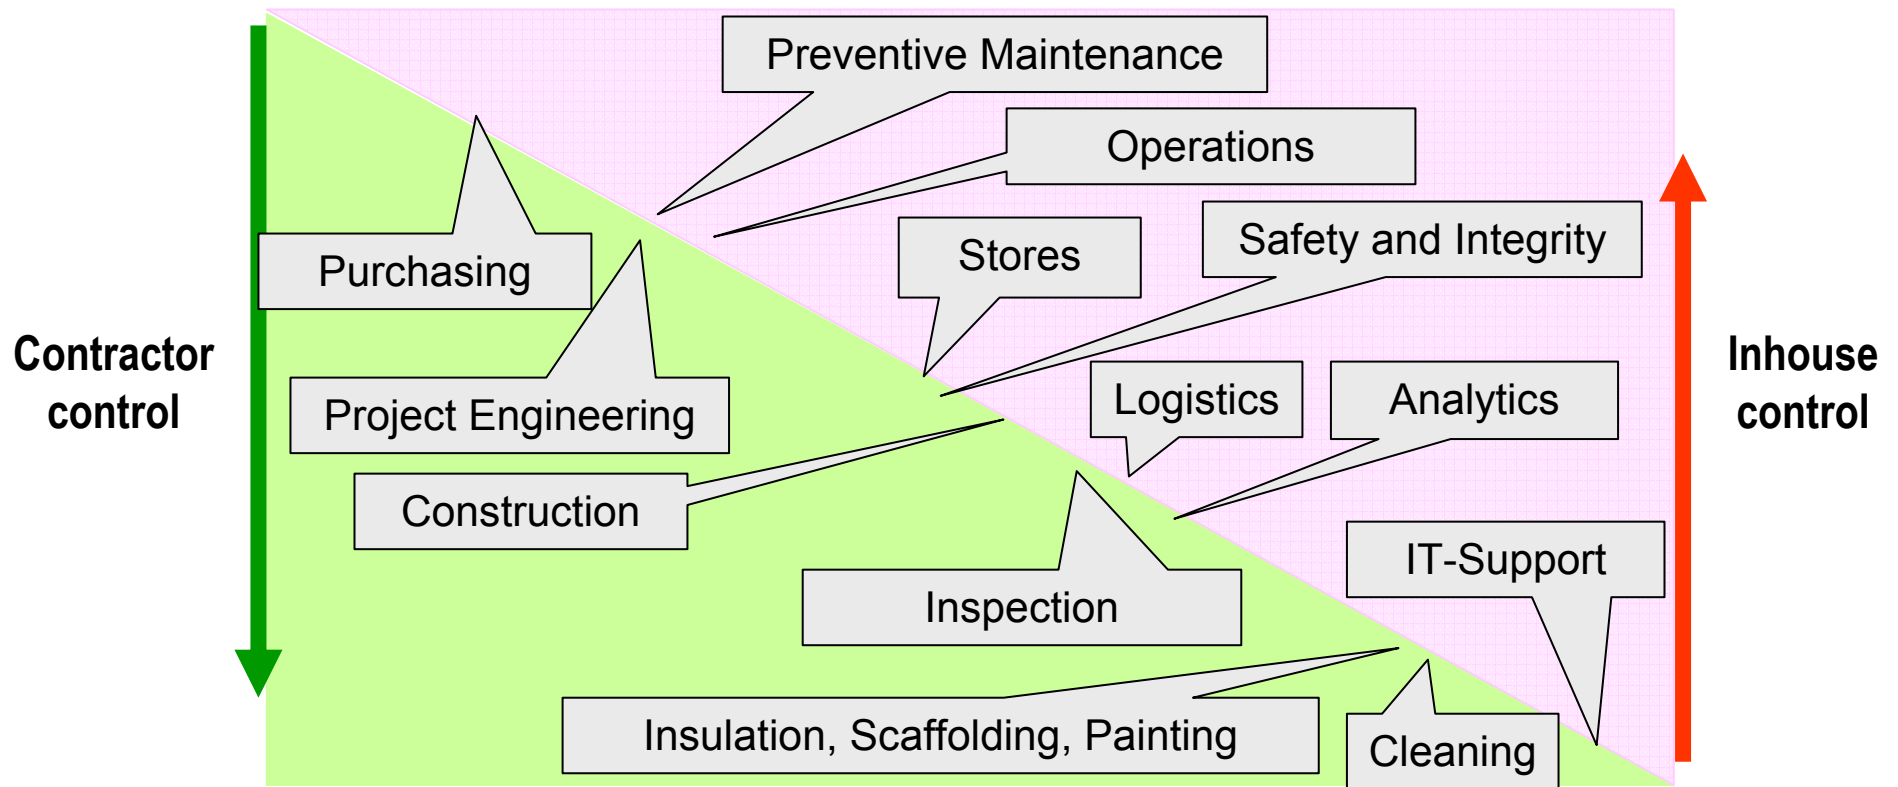 Preventive Maintenance
Operations
Stores
Safety and Integrity
Purchasing
Contractor
control
Inhouse
control
Project Engineering
Logistics
Analytics
Construction
IT-Support
Inspection
Insulation, Scaffolding, Painting
Cleaning